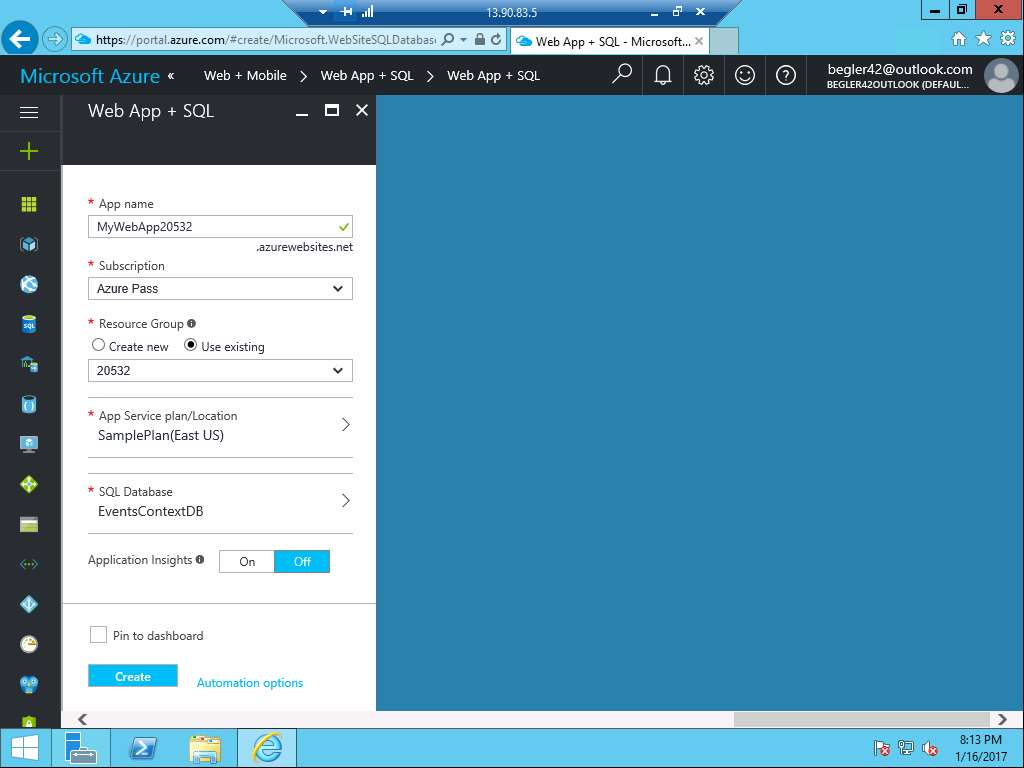 13.90.83.5
https://portal.azure.com/#create/Microsoft.WebSiteSQLDatabas
Web App + SQL - Microsoft...
Microsoft Azure «
Web + Mobile > Web App + SQL > Web App + SQL
begler42@outlook.com
BEGLER42OUTLOOK (DEFAUL...
Web App + SQL
* App name
MyWebApp20532
.azurewebsites.net
* Subscription
Azure Pass
* Resource Group
Create new Use existing
20532
* App Service plan/Location
SamplePlan(East US)
* SQL Database
EventsContextDB
Application Insights On Off
Pin to dashboard
Create Automation options
SQL
8:13 PM
1/16/2017